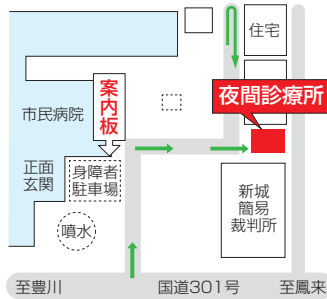 住宅
案内板
夜間診療所
市民病院
正面
玄関
身障者
駐車場
新城
簡易
裁判所
噴水
至豊川
国道301号
至鳳来